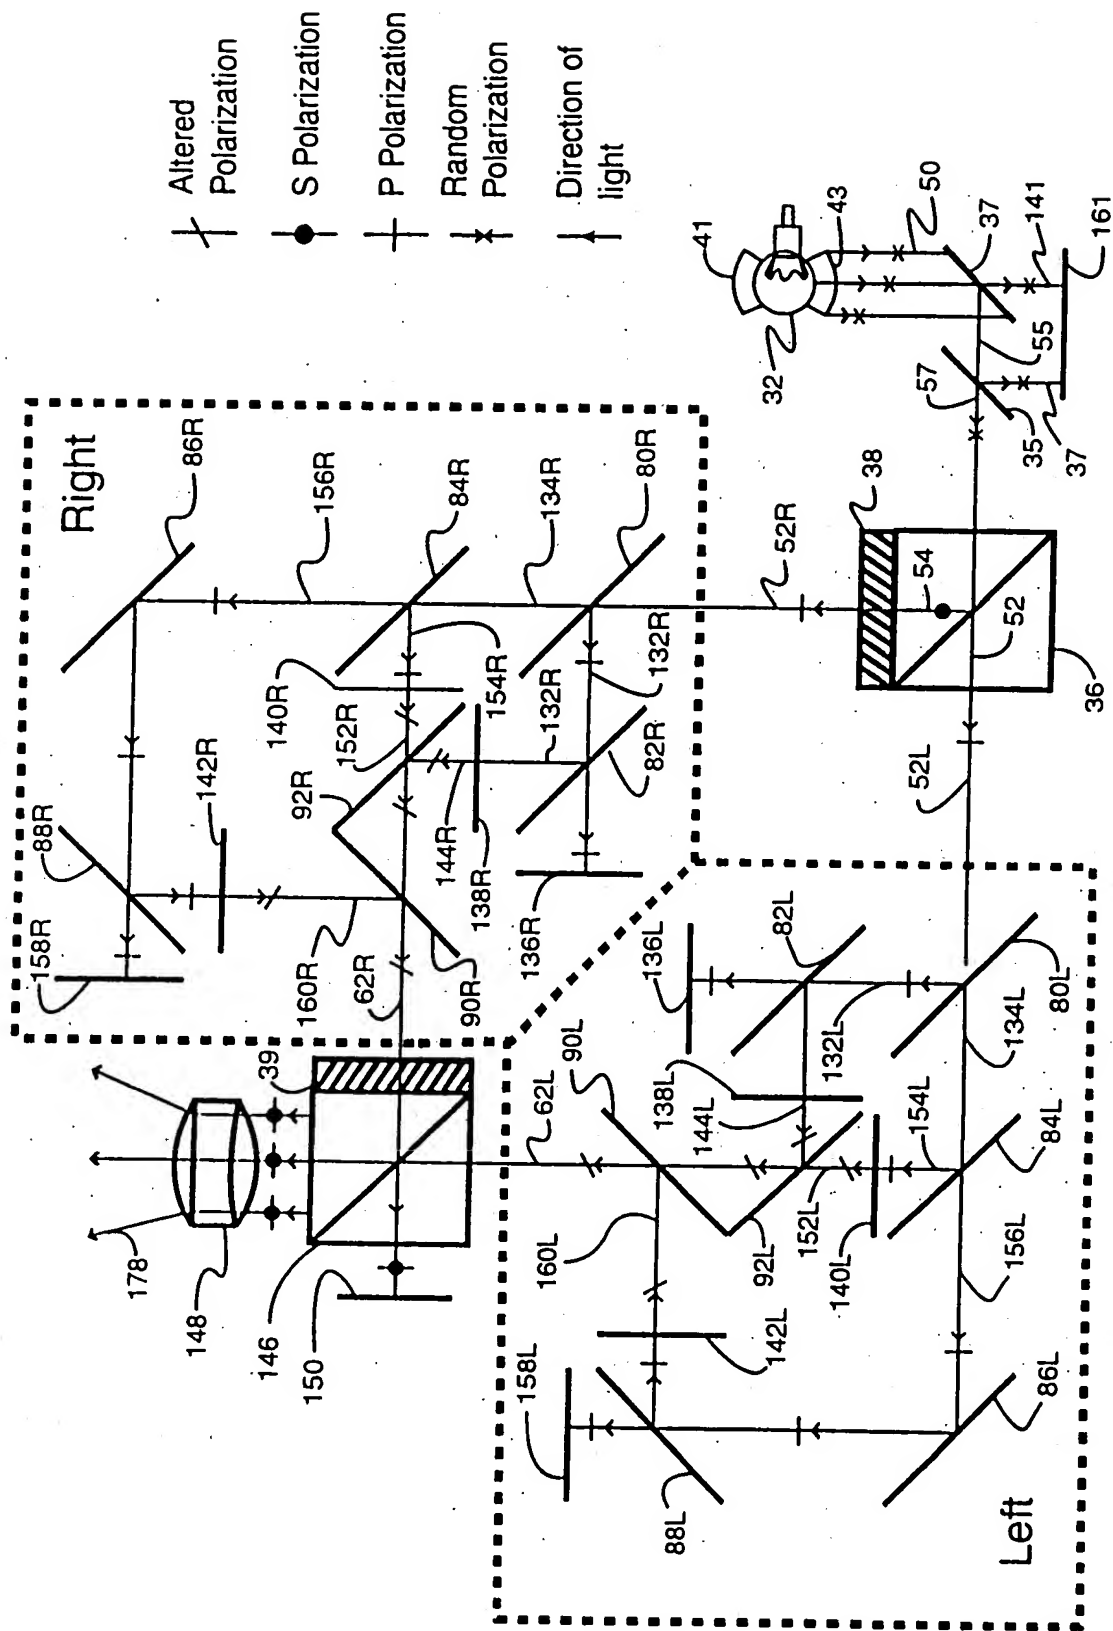 Altered
Polarization
S Polarization
P Polarization
Random
Polarization
Direction of
light
Right
86R
156R
84R
134R
80R
52R
38
54
52
36
52L
88R
142R
92R
140R
152R
154R
132R
132R
82R
144R
138R
136R
158R
160R
62R
90R
41
43
50
37
141
161
32
55
57
35
37
39
178
148
146
150
62L
90L
138L
144L
136L
82L
132L
154L
134L
80L
84L
160L
92L
152L
140L
156L
142L
158L
88L
86L
Left